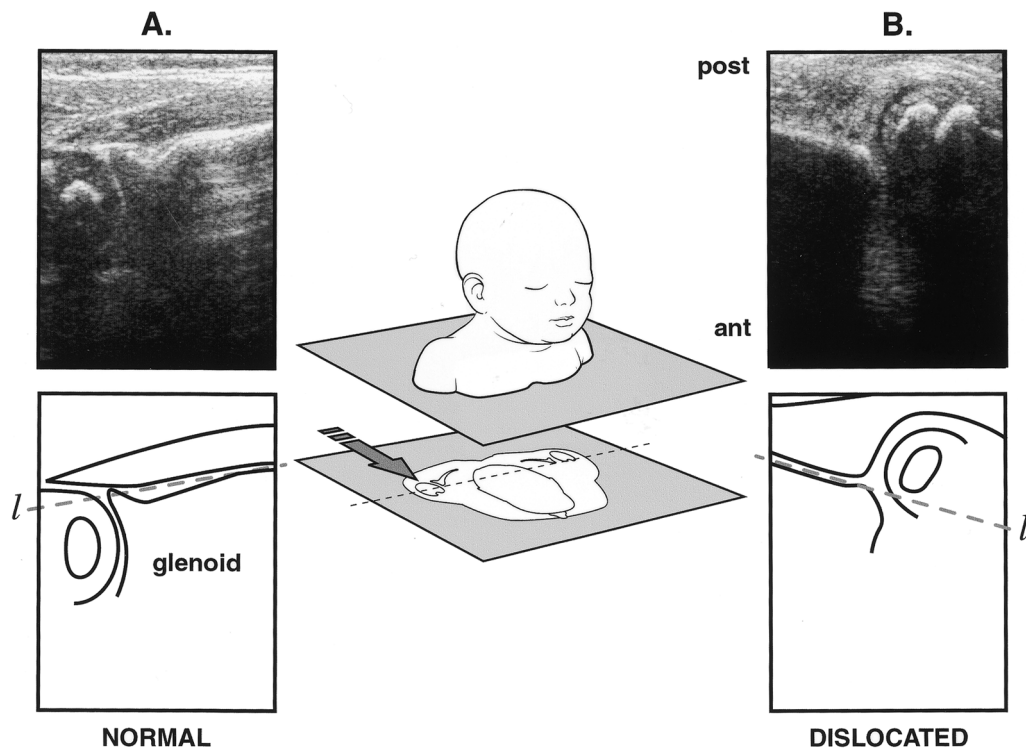 A.
B.
post
ant
l
glenoid
l
NORMAL
DISLOCATED